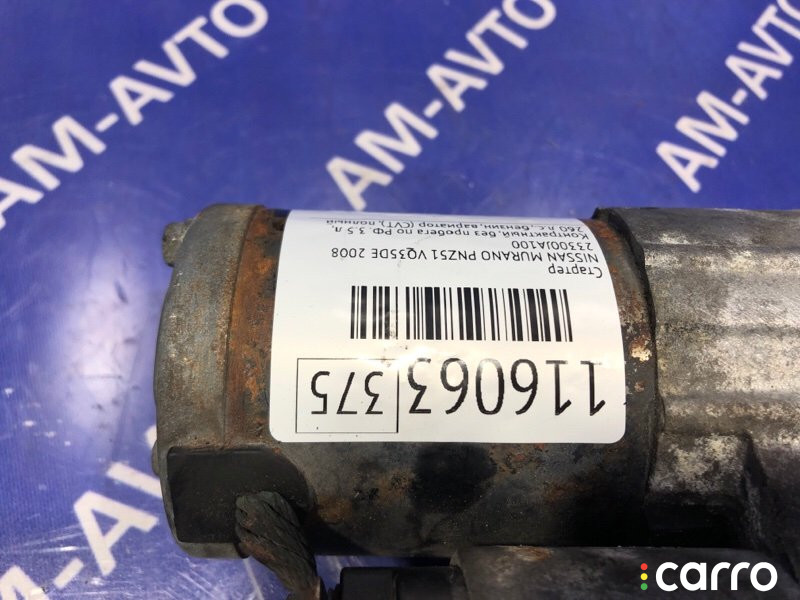 AM-AVTO
AM-AVTO
AM-AVTO
AM-AVTO
AM-AVTO
Стартер
NISSAN MURANO PNZ51 VQ35DE 2008
23300JA100
Контрактный, без пробега по РФ. 3.5 л,
260 л.с, бензин, вариатор (CVT), полный
116063 375
carro